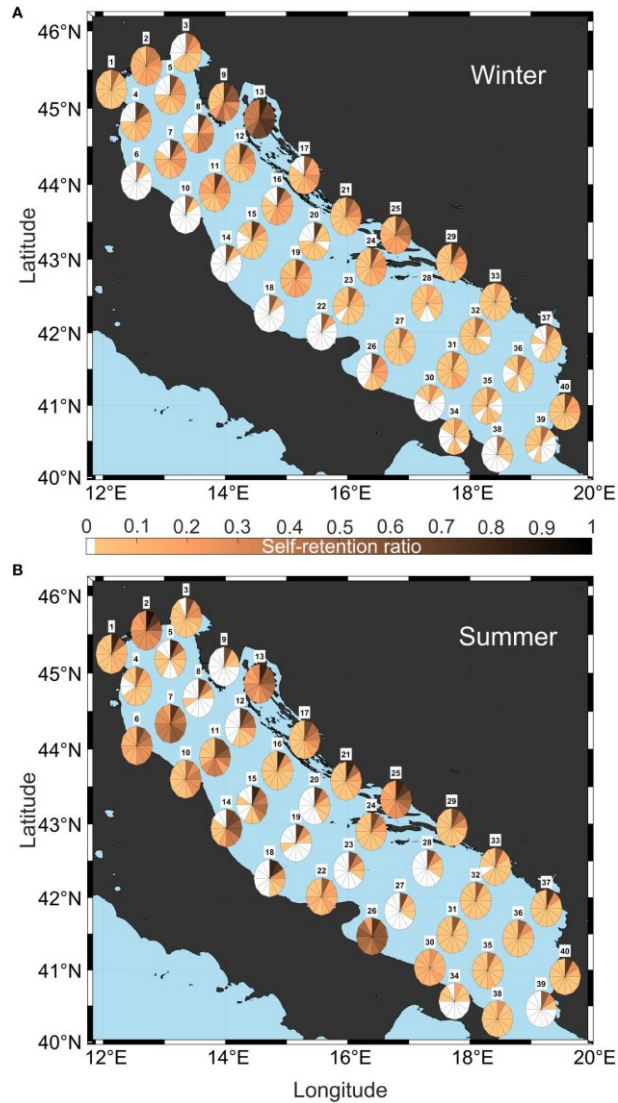 A
46°N
45°N
44°N
43°N
42°N
41°N
40°N
Latitude
Winter
1
2
3
4
5
6
7
8
9
10
11
12
13
14
15
16
17
18
19
20
21
22
23
24
25
26
27
28
29
30
31
32
33
34
35
36
37
38
39
40
12°E
14°E
16°E
18°E
20°E
0 0.1 0.2 0.3 0.4 0.5 0.6 0.7 0.8 0.9 1
Self-retention ratio
B
46°N
45°N
44°N
43°N
42°N
41°N
40°N
Latitude
Summer
1
2
3
4
5
6
7
8
9
10
11
12
13
14
15
16
17
18
19
20
21
22
23
24
25
26
27
28
29
30
31
32
33
34
35
36
37
38
39
40
12°E
14°E
16°E
18°E
20°E
Longitude